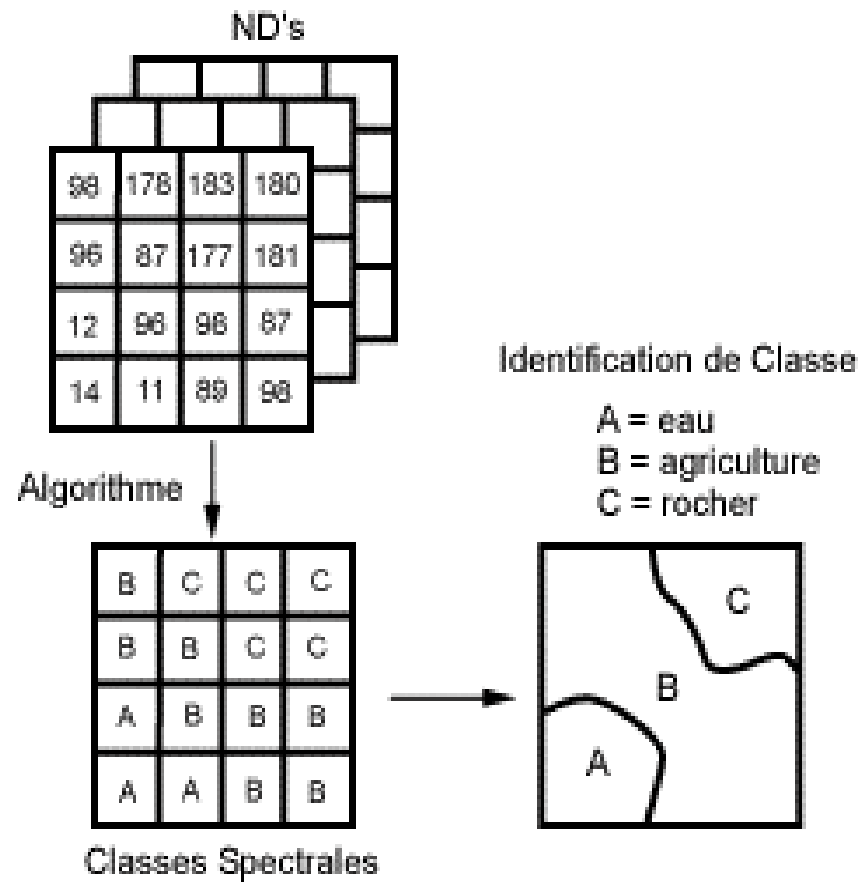 ND's
98 178 183 180
96 87 177 181
12 96 98 87
14 11 89 98
Algorithme
B C C C
B B C C
A B B B
A A B B
Classes Spectrales
Identification de Classe
A = eau
B = agriculture
C = rocher
C
B
A